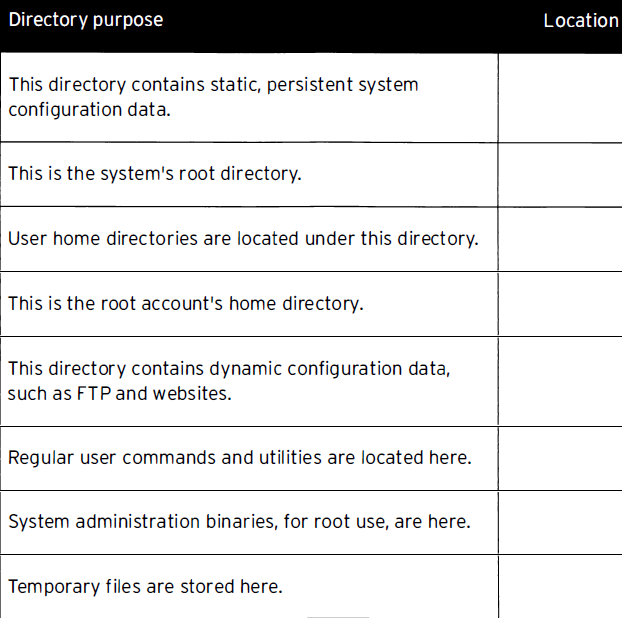 Directory purpose Location
This directory contains static, persistent system
configuration data.
This is the system's root directory.
User home directories are located under this directory.
This is the root account's home directory.
This directory contains dynamic configuration data,
such as FTP and websites.
Regular user commands and utilities are located here.
System administration binaries, for root use, are here.
Temporary files are stored here.